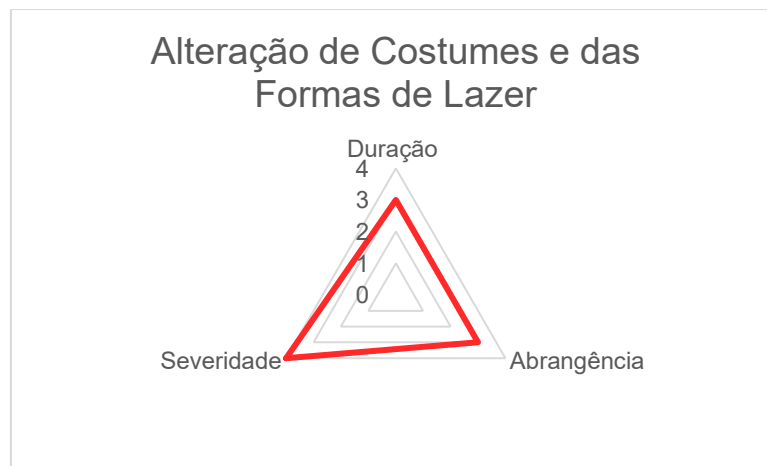 Alteração de Costumes e das
Formas de Lazer
Duração
4
3
2
1
0
Severidade
Abrangência